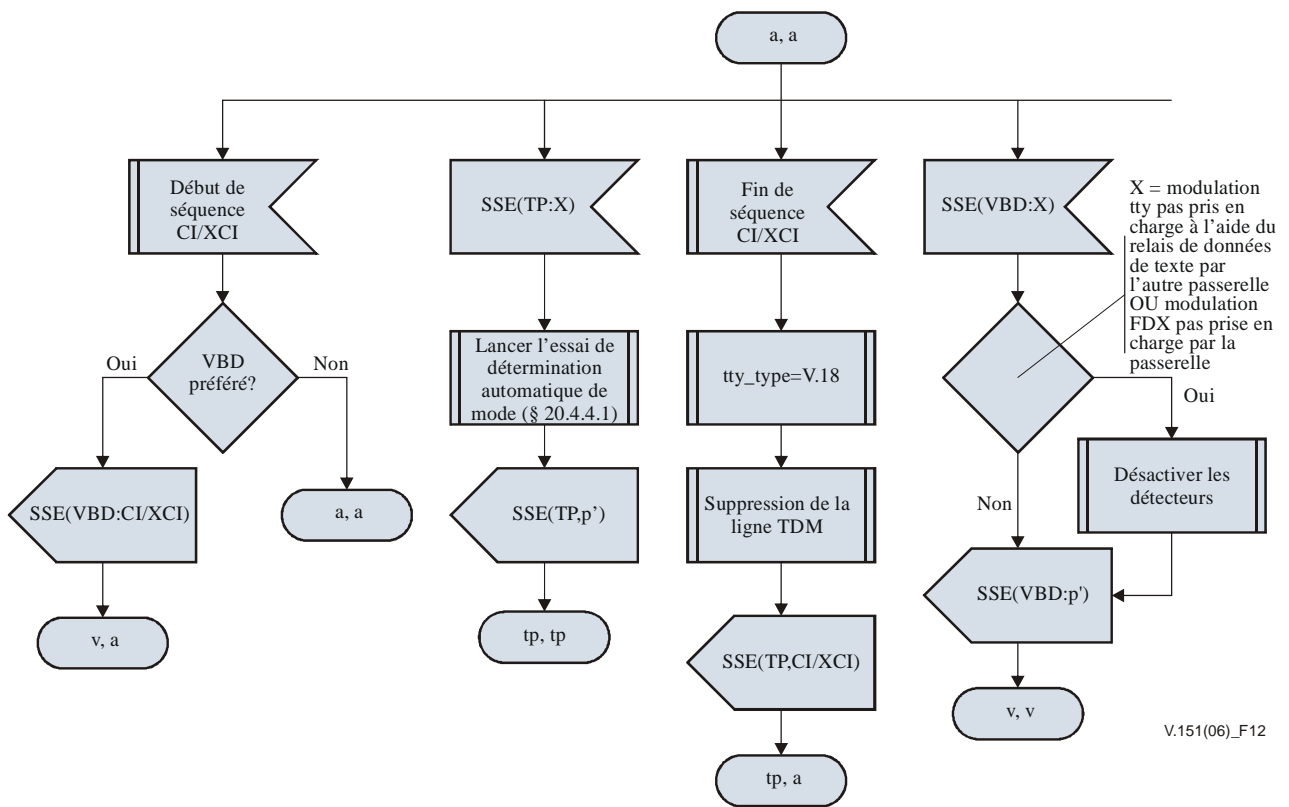 a, a
Début de
séquence
CI/XCI
SSE(TP:X)
Fin de
séquence
CI/XCI
SSE(VBD:X)
X = modulation
tty pas pris en
charge à l’aide du
relais de données
de texte par
l’autre passerelle
OU modulation
FDX pas prise en
charge par la
passerelle
Oui
VBD
préféré?
Non
Lancer l’essai de
détermination
automatique de
mode (§ 20.4.4.1)
tty_type=V.18
Oui
SSE(VBD:CI/XCI)
a, a
SSE(TP,p’)
Suppression de la
ligne TDM
Non
Désactiver les
détecteurs
SSE(VBD:p')
v, a
tp, tp
SSE(TP,CI/XCI)
v, v
tp, a
V.151(06)_F12